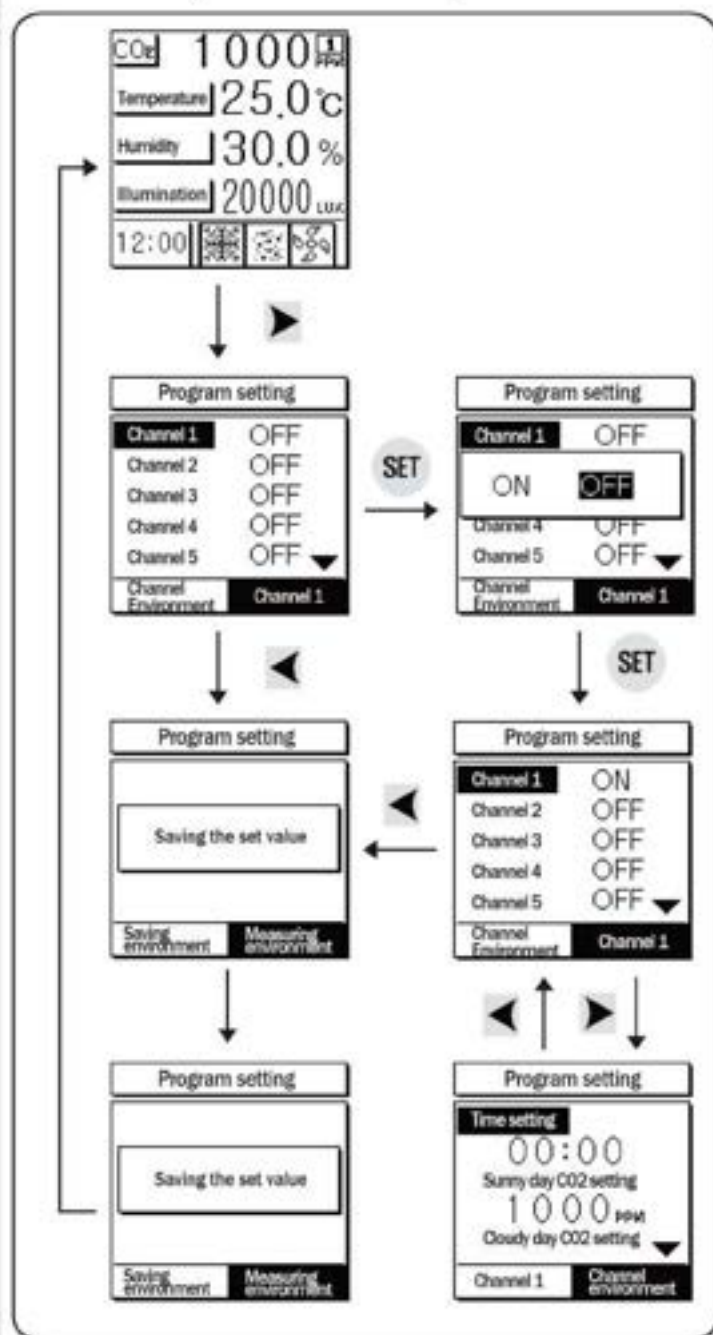 CO2 1000 1 PPM
Temperature 25.0 ℃
Humidity 30.0 %
Illumination 20000 LUX
12:00
Program setting
Channel 1 OFF
Channel 2 OFF
Channel 3 OFF
Channel 4 OFF
Channel 5 OFF
Channel Environment
Channel 1
SET
Program setting
Channel 1 OFF
ON OFF
Channel 4 OFF
Channel 5 OFF
Channel Environment
Channel 1
SET
Program setting
Saving the set value
Saving environment
Measuring environment
Program setting
Channel 1 ON
Channel 2 OFF
Channel 3 OFF
Channel 4 OFF
Channel 5 OFF
Channel Environment
Channel 1
Program setting
Saving the set value
Saving environment
Measuring environment
Program setting
Time setting
00:00
Sunny day CO2 setting
1000 PPM
Cloudy day CO2 setting
Channel 1
Channel environment